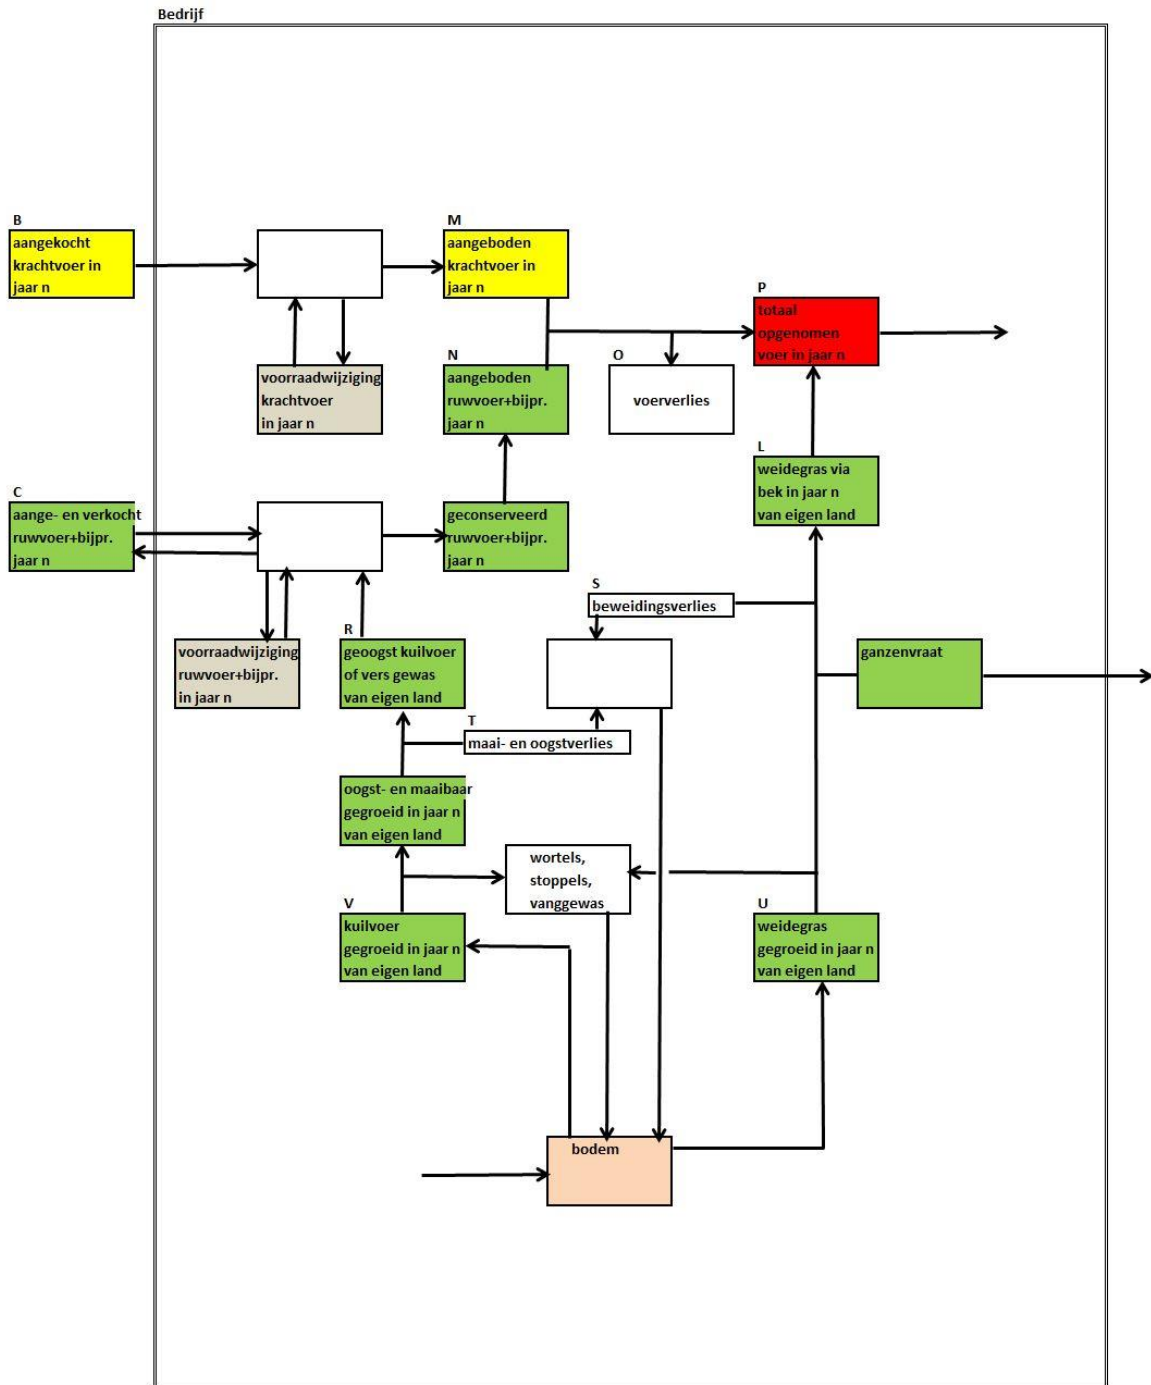 Bedrijf
B
aangekocht
krachtvoer in
jaar n
M
aangeboden
krachtvoer in
jaar n
P
totaal
opgenomen
voer in jaar n
voorraadwijziging
krachtvoer
in jaar n
N
aangeboden
ruwvoer+bijpr.
jaar n
O
voerverlies
L
weidegras via
bek in jaar n
van eigen land
C
aange- en verkocht
ruwvoer+bijpr.
jaar n
geconserveerd
ruwvoer+bijpr.
jaar n
S
beweidingsverlies
voorraadwijziging
ruwvoer+bijpr.
in jaar n
R
geoogst kuilvoer
of vers gewas
van eigen land
ganzenvraat
T
maai- en oogstverlies
oogst- en maaibaar
gegroeid in jaar n
van eigen land
wortels,
stoppels,
vanggewas
V
kuilvoer
gegroeid in jaar n
van eigen land
U
weidegras
gegroeid in jaar n
van eigen land
bodem